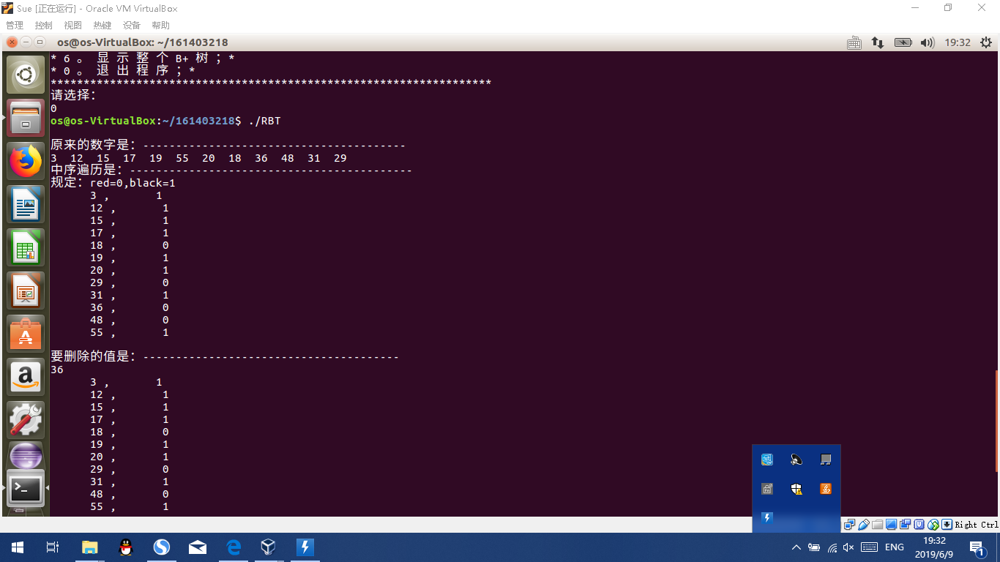 Sue [正在运行] - Oracle VM VirtualBox
管理 控制 视图 热键 设备 帮助
os@os-VirtualBox: ~/161403218 19:32
* 6 。 显 示 整 个 B+ 树 ；*
* 0 。 退 出 程 序 ；*
*******************************************************************
请选择：
0
os@os-VirtualBox:~/161403218$ ./RBT
原来的数字是：----------------------------------------
3 12 15 17 19 55 20 18 36 48 31 29
中序遍历是：-------------------------------------------
规定：red=0,black=1
3 , 1
12 , 1
15 , 1
17 , 1
18 , 0
19 , 1
20 , 1
29 , 0
31 , 1
36 , 0
48 , 0
55 , 1
要删除的值是：---------------------------------------
36
3 , 1
12 , 1
15 , 1
17 , 1
18 , 0
19 , 1
20 , 1
29 , 0
31 , 1
48 , 0
55 , 1
Right Ctrl
ENG
19:32
2019/6/9
1